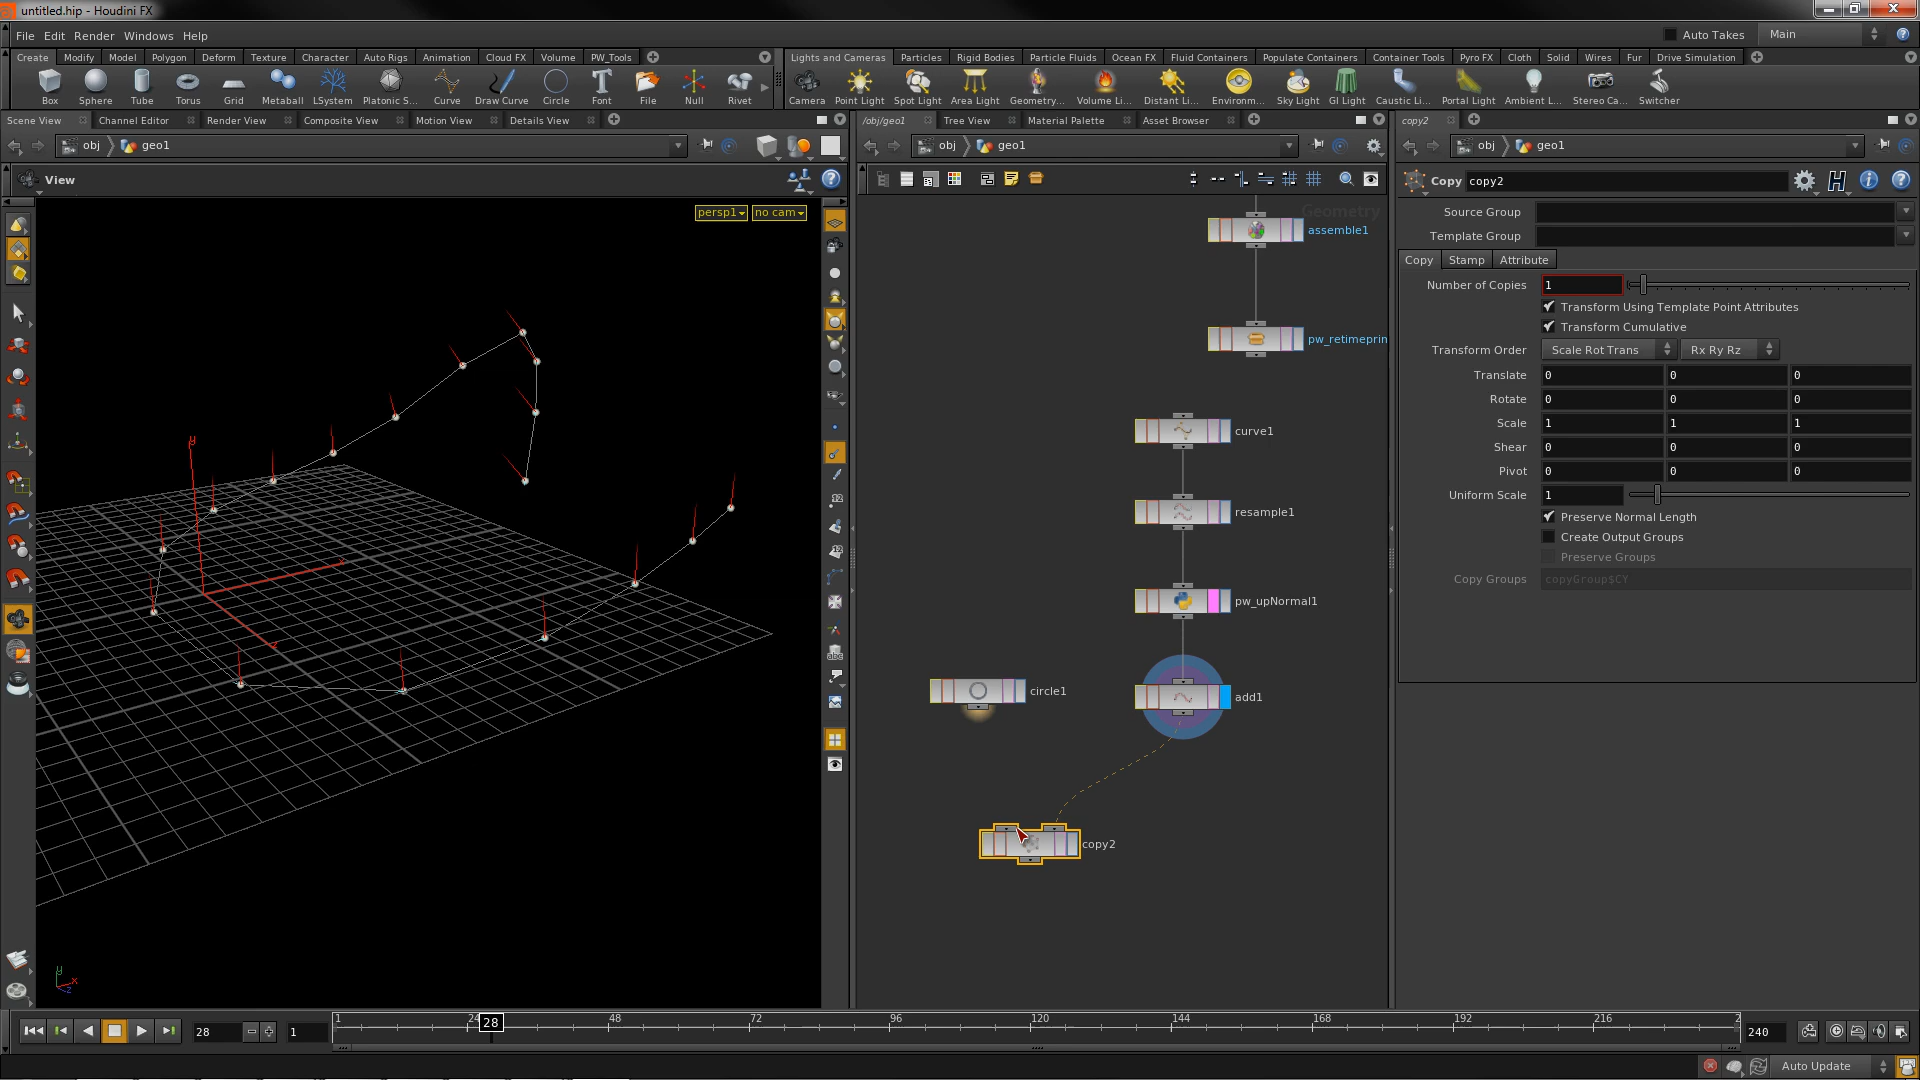 untitled.hip - Houdini FX
File Edit Render Windows Help
Auto Takes Main
Create Modify Model Polygon Deform Texture Character Auto Rigs Animation Cloud FX Volume PW_Tools
Lights and Cameras Particles Rigid Bodies Particle Fluids Ocean FX Fluid Containers Populate Containers Container Tools Pyro FX Cloth Solid Wires Fur Drive Simulation
Box Sphere Tube Torus Grid Metaball LSystem Platonic S... Curve Draw Curve Circle Font File Null Rivet
Camera Point Light Spot Light Area Light Geometry... Volume Li... Distant Li... Environm... Sky Light GI Light Caustic Li... Portal Light Ambient L... Stereo Ca... Switcher
Scene View Channel Editor Render View Composite View Motion View Details View
/obj/geo1 Tree View Material Palette Asset Browser
copy2
obj geo1
obj geo1
obj geo1
View
Copy copy2
persp1 no cam
Geometry
Source Group
Template Group
assemble1
Copy Stamp Attribute
Number of Copies 1
Transform Using Template Point Attributes
Transform Cumulative
pw_retimeprin
Transform Order Scale Rot Trans Rx Ry Rz
Translate 0 0 0
Rotate 0 0 0
Scale 1 1 1
curve1
Shear 0 0 0
Pivot 0 0 0
Uniform Scale 1
resample1
Preserve Normal Length
Create Output Groups
Preserve Groups
Copy Groups copyGroup$CY
pw_upNormal1
circle1
add1
copy2
y
x
z
y
x
z
28 1
1 24 28 48 72 96 120 144 168 192 216 2
240
Auto Update